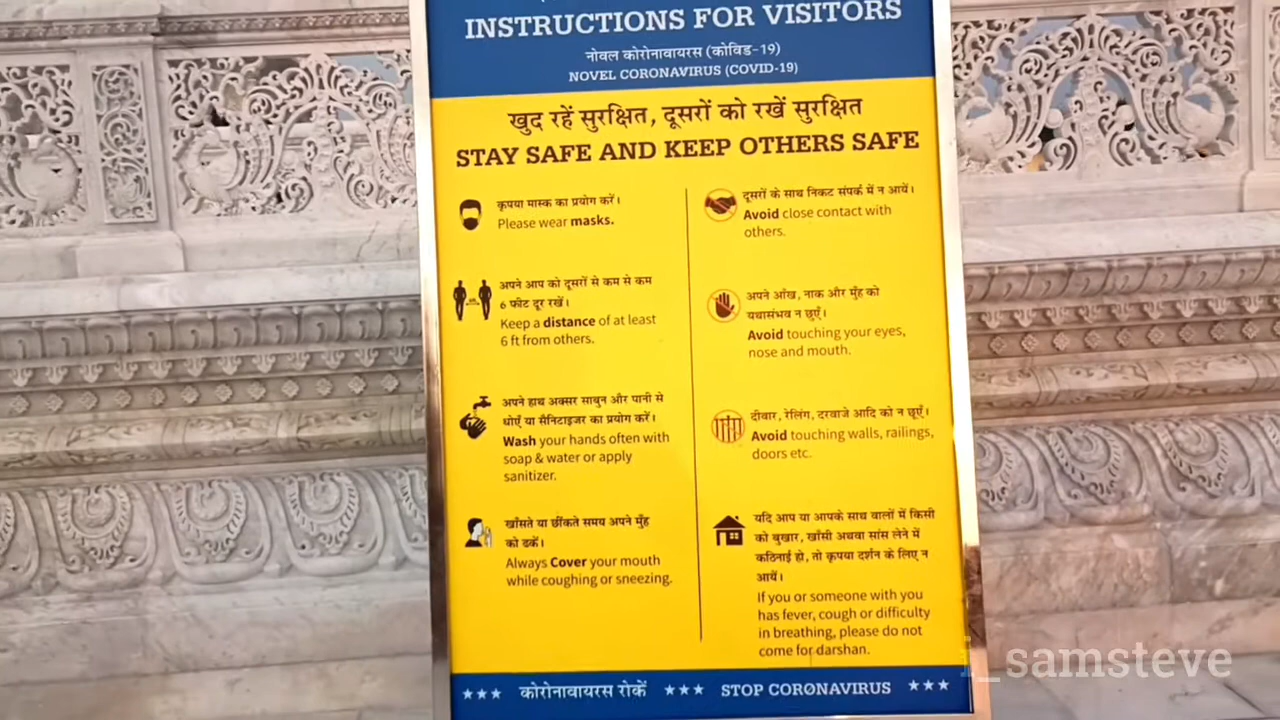 INSTRUCTIONS FOR VISITORS
नोवल कोरोनावायरस (कोविड-19)
NOVEL CORONAVIRUS (COVID-19)
खुद रहें सुरक्षित, दूसरों को रखें सुरक्षित
STAY SAFE AND KEEP OTHERS SAFE
कृपया मास्क का प्रयोग करें।
Please wear masks.
अपने आप को दूसरों से कम से कम
6 फीट दूर रखें।
Keep a distance of at least
6 ft from others.
अपने हाथ अक्सर साबुन और पानी से
धोएँ या सैनिटाइजर का प्रयोग करें।
Wash your hands often with
soap & water or apply
sanitizer.
खाँसते या छींकते समय अपने मुँह
को ढकें।
Always Cover your mouth
while coughing or sneezing.
दूसरों के साथ निकट संपर्क में न आयें।
Avoid close contact with
others.
अपने आँख, नाक और मुँह को
यथासंभव न छुएँ।
Avoid touching your eyes,
nose and mouth.
दीवार, रेलिंग, दरवाजे आदि को न छूएँ।
Avoid touching walls, railings,
doors etc.
यदि आप या आपके साथ वालों में किसी
को बुखार, खाँसी अथवा सांस लेने में
कठिनाई हो, तो कृपया दर्शन के लिए न
आयें।
If you or someone with you
has fever, cough or difficulty
in breathing, please do not
come for darshan.
कोरोनावायरस रोकें
STOP CORONAVIRUS
i_samsteve